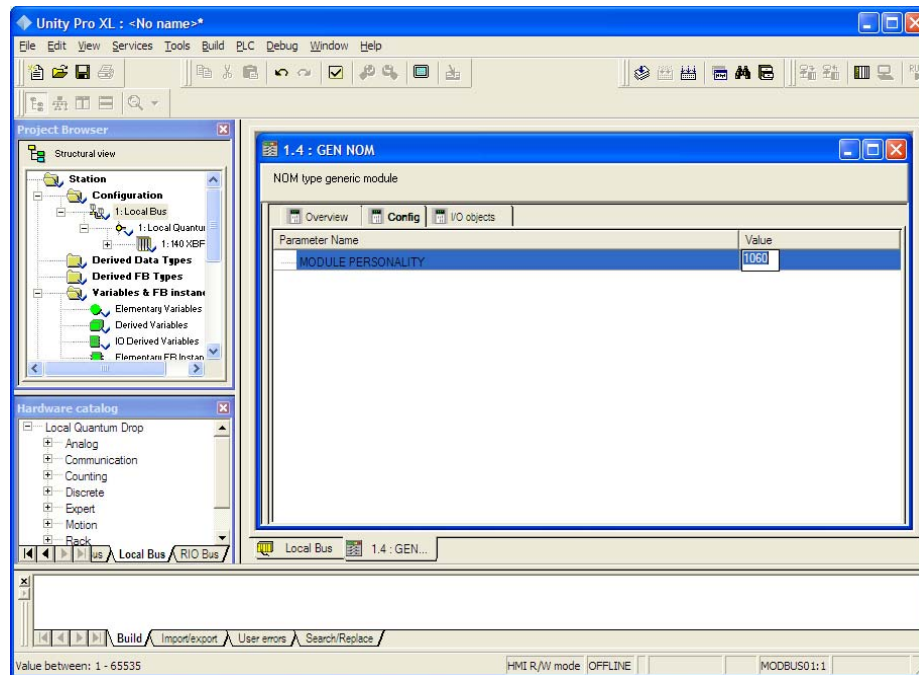 Unity Pro XL : <No name>*
File Edit View Services Tools Build PLC Debug Window Help
Project Browser
Structural view
Station
Configuration
1: Local Bus
1: Local Quantu
1: 140 XBF
Derived Data Types
Derived FB Types
Variables & FB instan
Elementary Variables
Derived Variables
IO Derived Variables
Elementary FB Instan
Hardware catalog
Local Quantum Drop
Analog
Communication
Counting
Discrete
Expert
Motion
Rack
us Local Bus RIO Bus
1.4 : GEN NOM
NOM type generic module
Overview Config I/O objects
Parameter Name Value
MODULE PERSONALITY 1060
Local Bus 1.4 : GEN...
Build Import/export User errors Search/Replace
Value between: 1 - 65535 HMI R/W mode OFFLINE MODBUS01:1